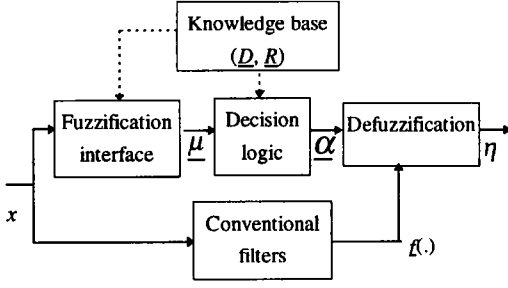 Knowledge base
(D, R)
Fuzzification
interface
μ
Decision
logic
α
Defuzzification
η
x
Conventional
filters
f(.)